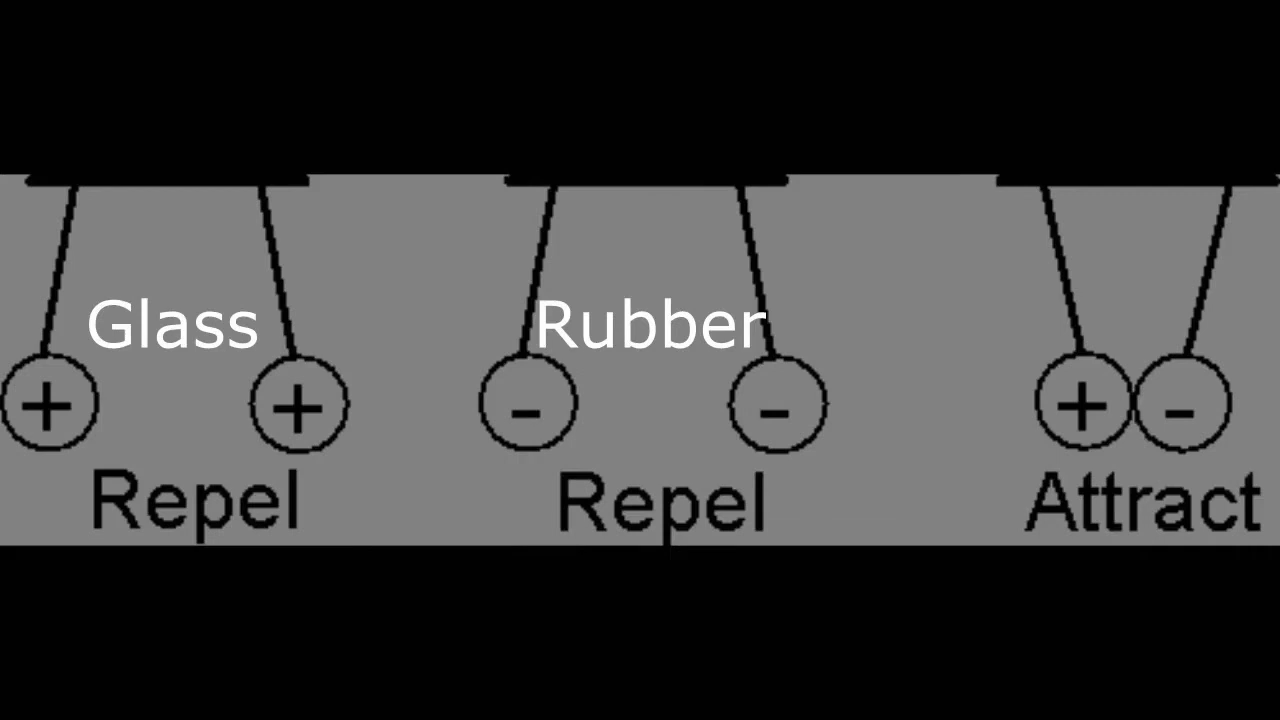 Glass
Rubber
+ + - - + -
Repel
Repel
Attract